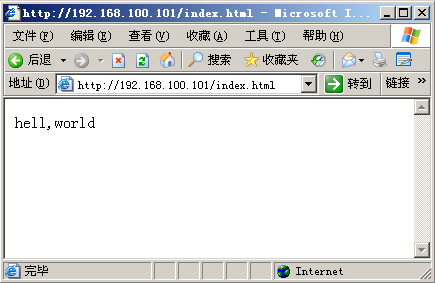 http://192.168.100.101/index.html - Microsoft I...
文件(F) 编辑(E) 查看(V) 收藏(A) 工具(T) 帮助(H)
后退 搜索 收藏夹
地址(D) http://192.168.100.101/index.html 转到 链接 »
hell,world
完毕 Internet